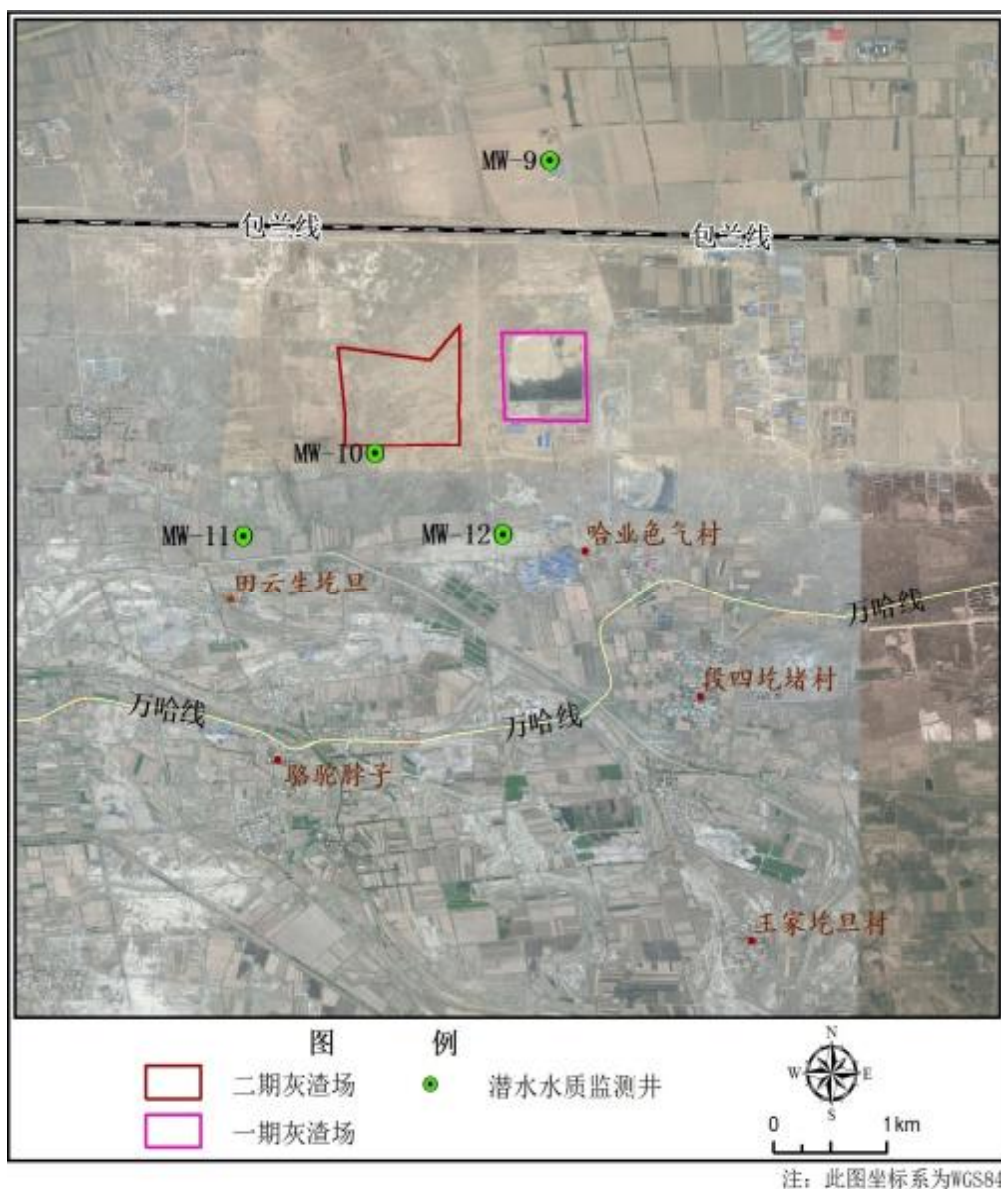 MW-9
包兰线
包兰线
MW-10
MW-11
MW-12
哈业色气村
田云生圪旦
万哈线
段四圪堵村
万哈线
万哈线
骆驼脖子
王家圪旦村
图 例
二期灰渣场
潜水水质监测井
一期灰渣场
N
W
E
S
0
1km
注：此图坐标系为WGS84